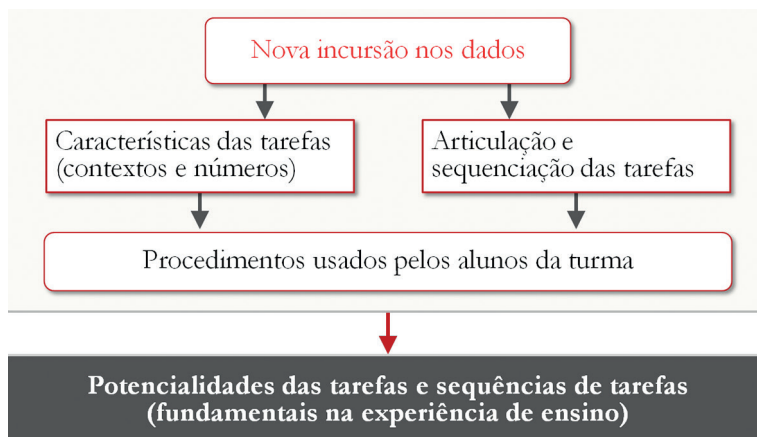 Nova incursão nos dados
Características das tarefas
(contextos e números)
Articulação e
sequenciação das tarefas
Procedimentos usados pelos alunos da turma
Potencialidades das tarefas e sequências de tarefas
(fundamentais na experiência de ensino)